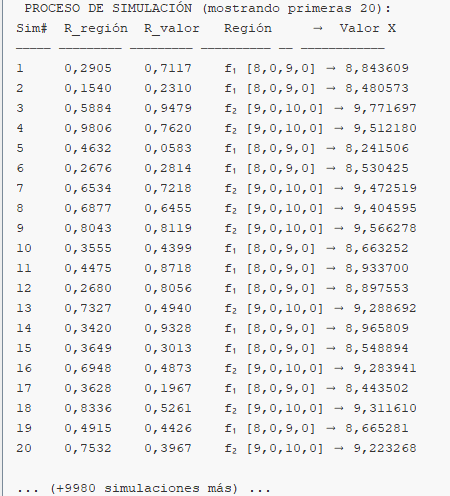 PROCESO DE SIMULACIÓN (mostrando primeras 20):
Sim# R_región R_valor Región → Valor X
1 0,2905 0,7117 f₁ [8,0,9,0] → 8,843609
2 0,1540 0,2310 f₁ [8,0,9,0] → 8,480573
3 0,5884 0,9479 f₂ [9,0,10,0] → 9,771697
4 0,9806 0,7620 f₂ [9,0,10,0] → 9,512180
5 0,4632 0,0583 f₁ [8,0,9,0] → 8,241506
6 0,2676 0,2814 f₁ [8,0,9,0] → 8,530425
7 0,6534 0,7218 f₂ [9,0,10,0] → 9,472519
8 0,6877 0,6455 f₂ [9,0,10,0] → 9,404595
9 0,8043 0,8119 f₂ [9,0,10,0] → 9,566278
10 0,3555 0,4399 f₁ [8,0,9,0] → 8,663252
11 0,4475 0,8718 f₁ [8,0,9,0] → 8,933700
12 0,2680 0,8056 f₁ [8,0,9,0] → 8,897553
13 0,7327 0,4940 f₂ [9,0,10,0] → 9,288692
14 0,3420 0,9328 f₁ [8,0,9,0] → 8,965809
15 0,3649 0,3013 f₁ [8,0,9,0] → 8,548894
16 0,6948 0,4873 f₂ [9,0,10,0] → 9,283941
17 0,3628 0,1967 f₁ [8,0,9,0] → 8,443502
18 0,8336 0,5261 f₂ [9,0,10,0] → 9,311610
19 0,4915 0,4426 f₁ [8,0,9,0] → 8,665281
20 0,7532 0,3967 f₂ [9,0,10,0] → 9,223268
... (+9980 simulaciones más) ...